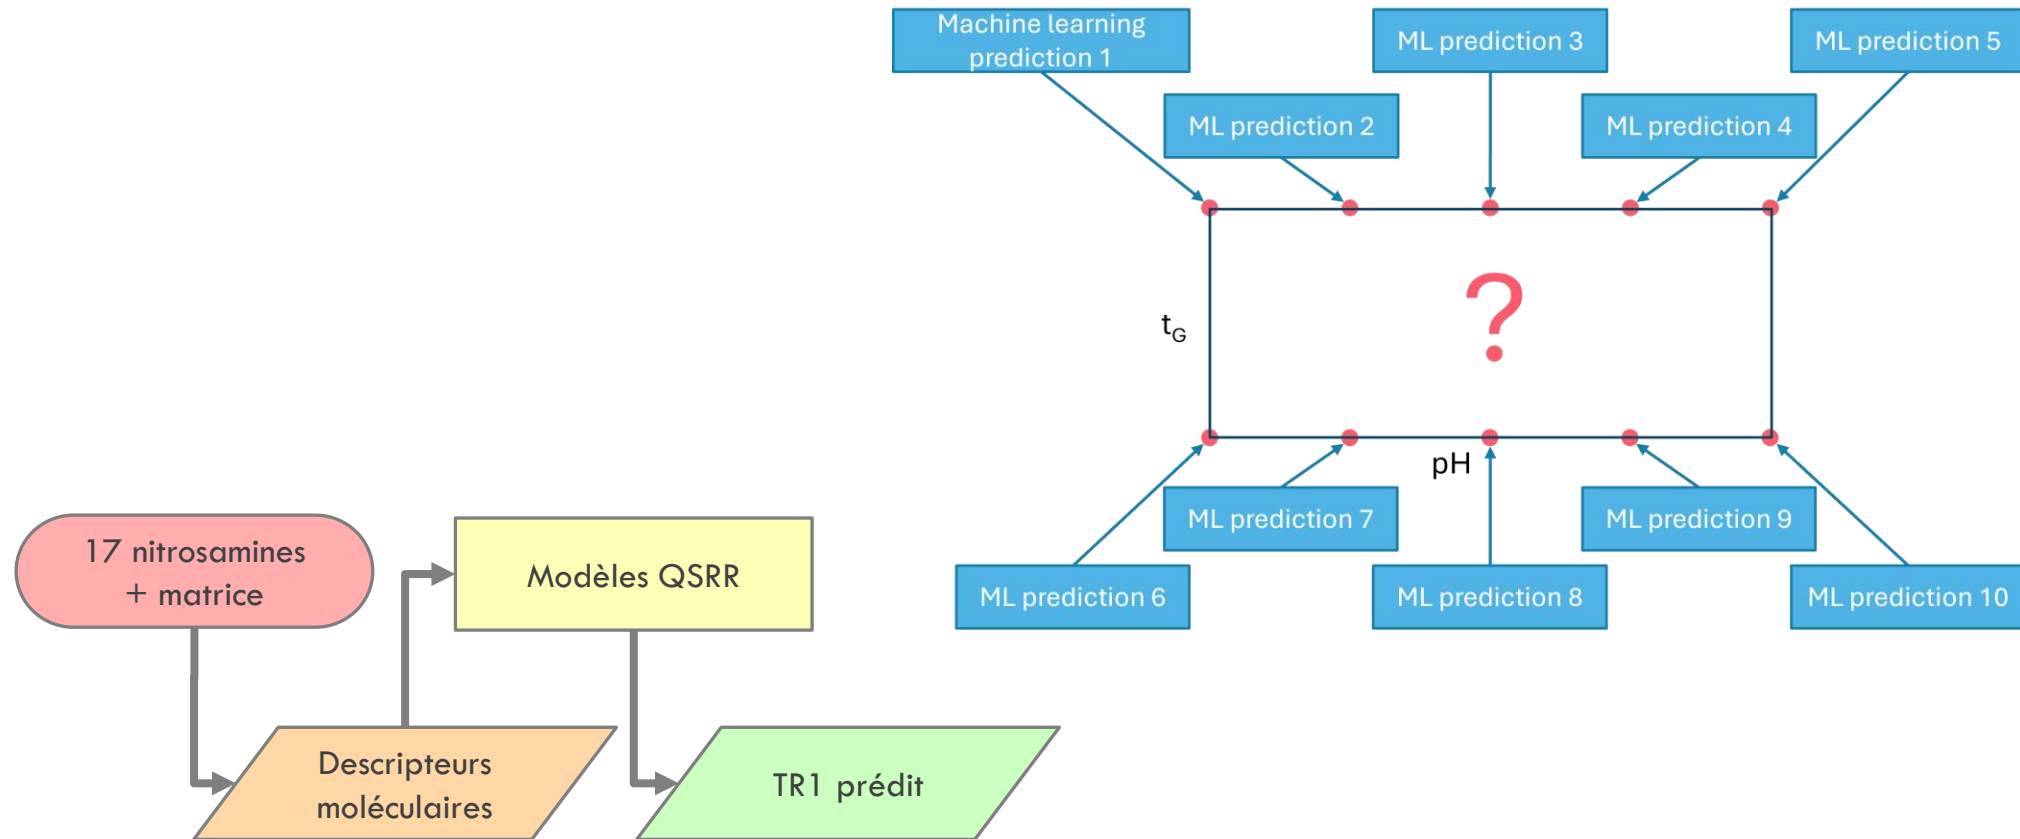 Machine learning
prediction 1
ML prediction 3
ML prediction 5
ML prediction 2
ML prediction 4
?
tG
pH
ML prediction 7
ML prediction 9
ML prediction 6
ML prediction 8
ML prediction 10
17 nitrosamines
+ matrice
Modèles QSRR
Descripteurs
moléculaires
TR1 prédit